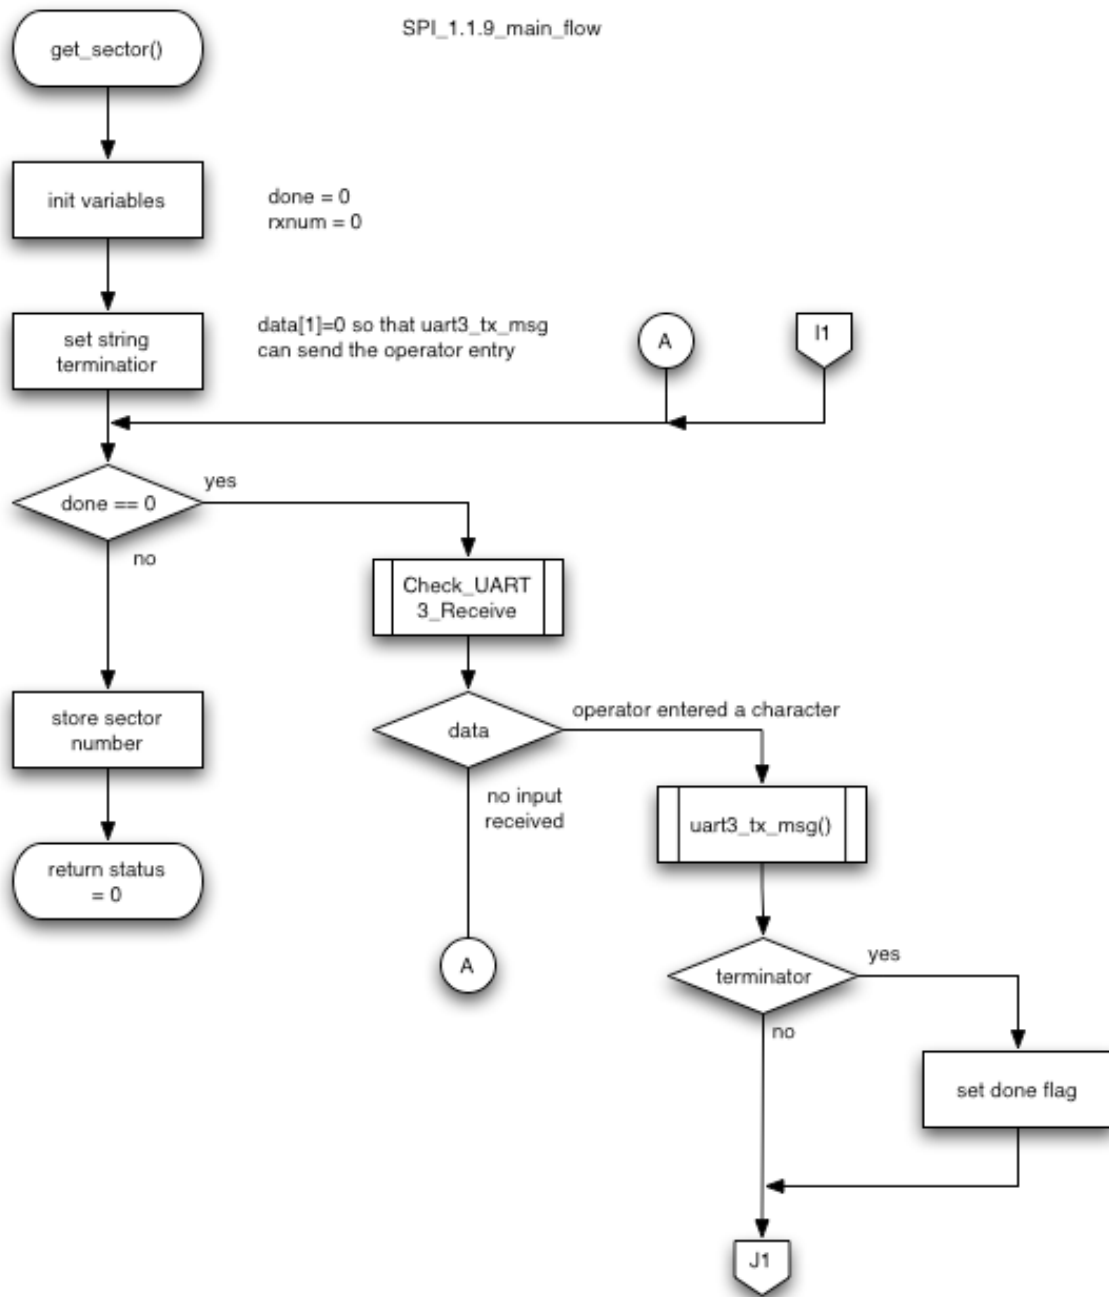 SPI_1.1.9_main_flow
get_sector()
init variables
done = 0
rxnum = 0
set string
terminatior
data[1]=0 so that uart3_tx_msg
can send the operator entry
A
I1
done == 0
yes
no
Check_UART
3_Receive
store sector
number
data
operator entered a character
no input
received
uart3_tx_msg()
return status
= 0
A
terminator
yes
no
set done flag
J1